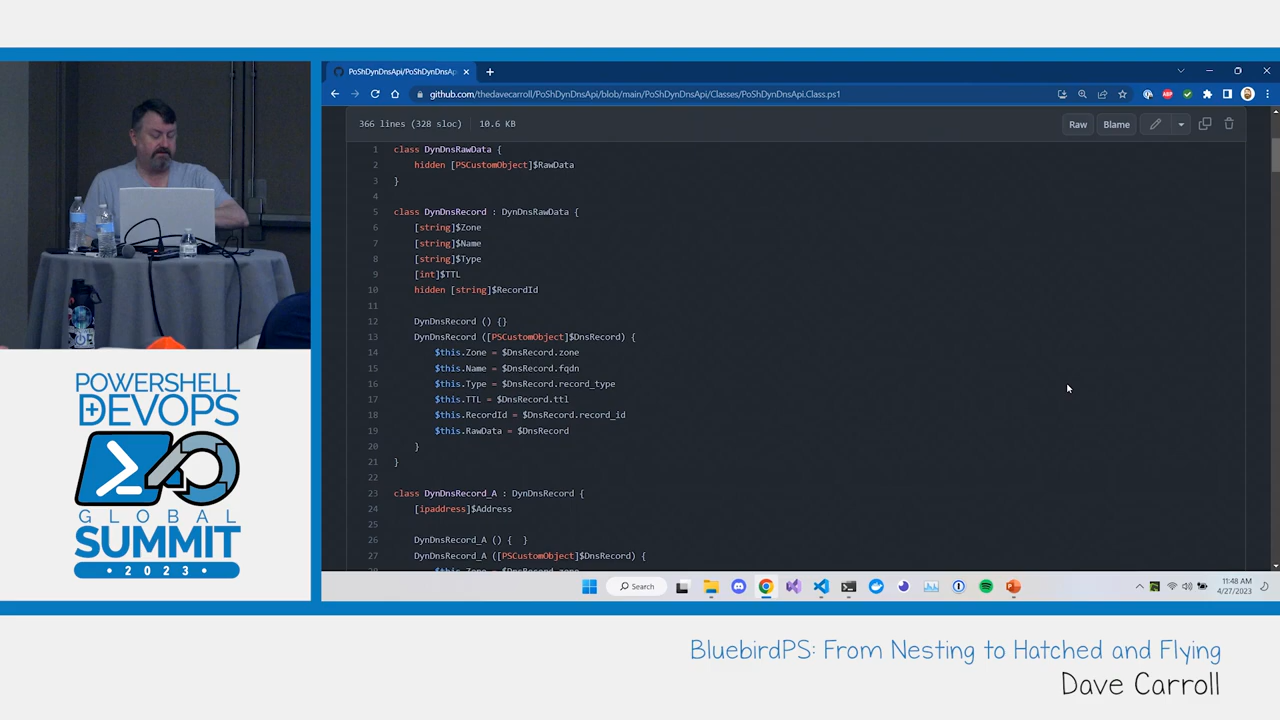 PoShDynDnsApi/PoShDynDnsAp
github.com/thedavecarroll/PoShDynDnsApi/blob/main/PoShDynDnsApi/Classes/PoShDynDnsApi.Class.ps1
366 lines (328 sloc) 10.6 KB
Raw Blame
1 class DynDnsRawData {
2 hidden [PSCustomObject]$RawData
3 }
4
5 class DynDnsRecord : DynDnsRawData {
6 [string]$Zone
7 [string]$Name
8 [string]$Type
9 [int]$TTL
10 hidden [string]$RecordId
11
12 DynDnsRecord () {}
13 DynDnsRecord ([PSCustomObject]$DnsRecord) {
14 $this.Zone = $DnsRecord.zone
15 $this.Name = $DnsRecord.fqdn
16 $this.Type = $DnsRecord.record_type
17 $this.TTL = $DnsRecord.ttl
18 $this.RecordId = $DnsRecord.record_id
19 $this.RawData = $DnsRecord
20 }
21 }
22
23 class DynDnsRecord_A : DynDnsRecord {
24 [ipaddress]$Address
25
26 DynDnsRecord_A () { }
27 DynDnsRecord_A ([PSCustomObject]$DnsRecord) {
28 $this.Zone = $DnsRecord.zone
Search
11:48 AM
4/27/2023
POWERSHELL
+DEVOPS
GLOBAL
SUMMIT
• 2023 •
BluebirdPS: From Nesting to Hatched and Flying
Dave Carroll